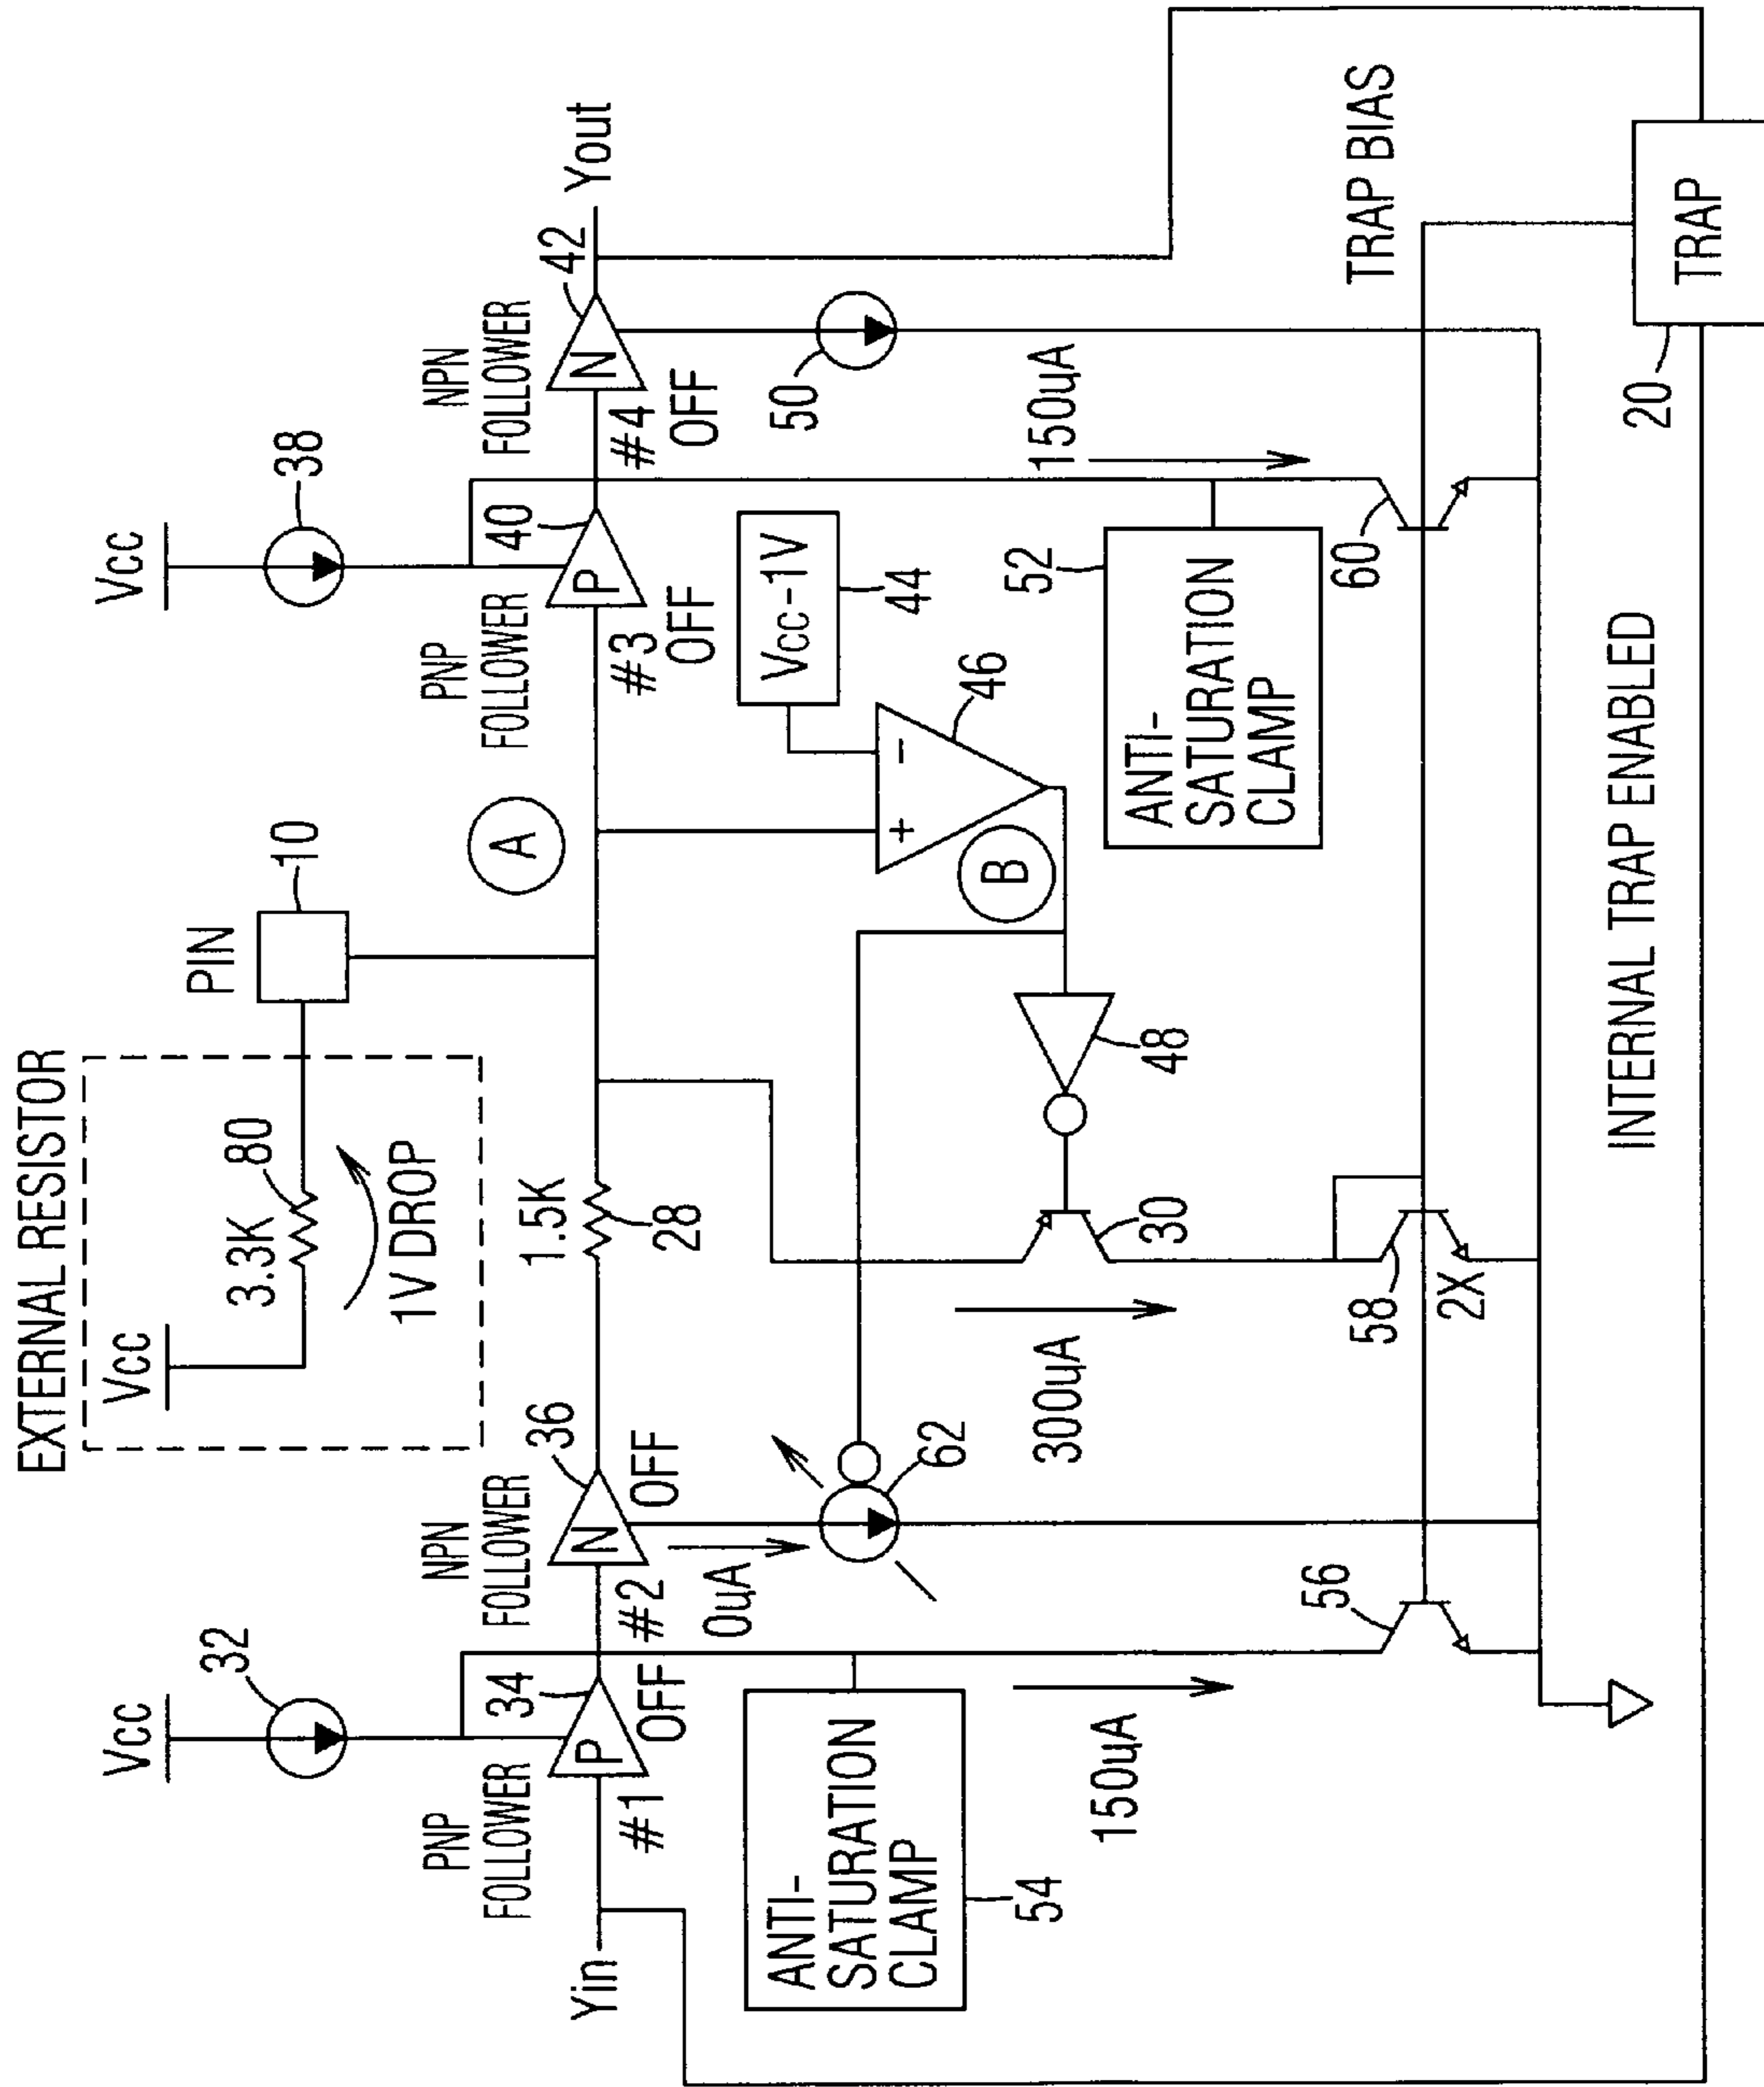 EXTERNAL RESISTOR
Vcc
3.3K
80
1V DROP
PIN
10
Vcc
32
Vcc
38
PNP
FOLLOWER
34
P
#1
OFF
NPN
FOLLOWER
36
N
#2
OFF
1.5K
28
A
PNP
FOLLOWER
40
P
#3
OFF
NPN
FOLLOWER
42
N
#4
OFF
Yin
Yout
0uA
62
Vcc-1V
44
+
−
46
B
50
ANTI-
SATURATION
CLAMP
54
48
ANTI-
SATURATION
CLAMP
52
150uA
300uA
30
150uA
56
58
2X
60
TRAP BIAS
INTERNAL TRAP ENABLED
20
TRAP